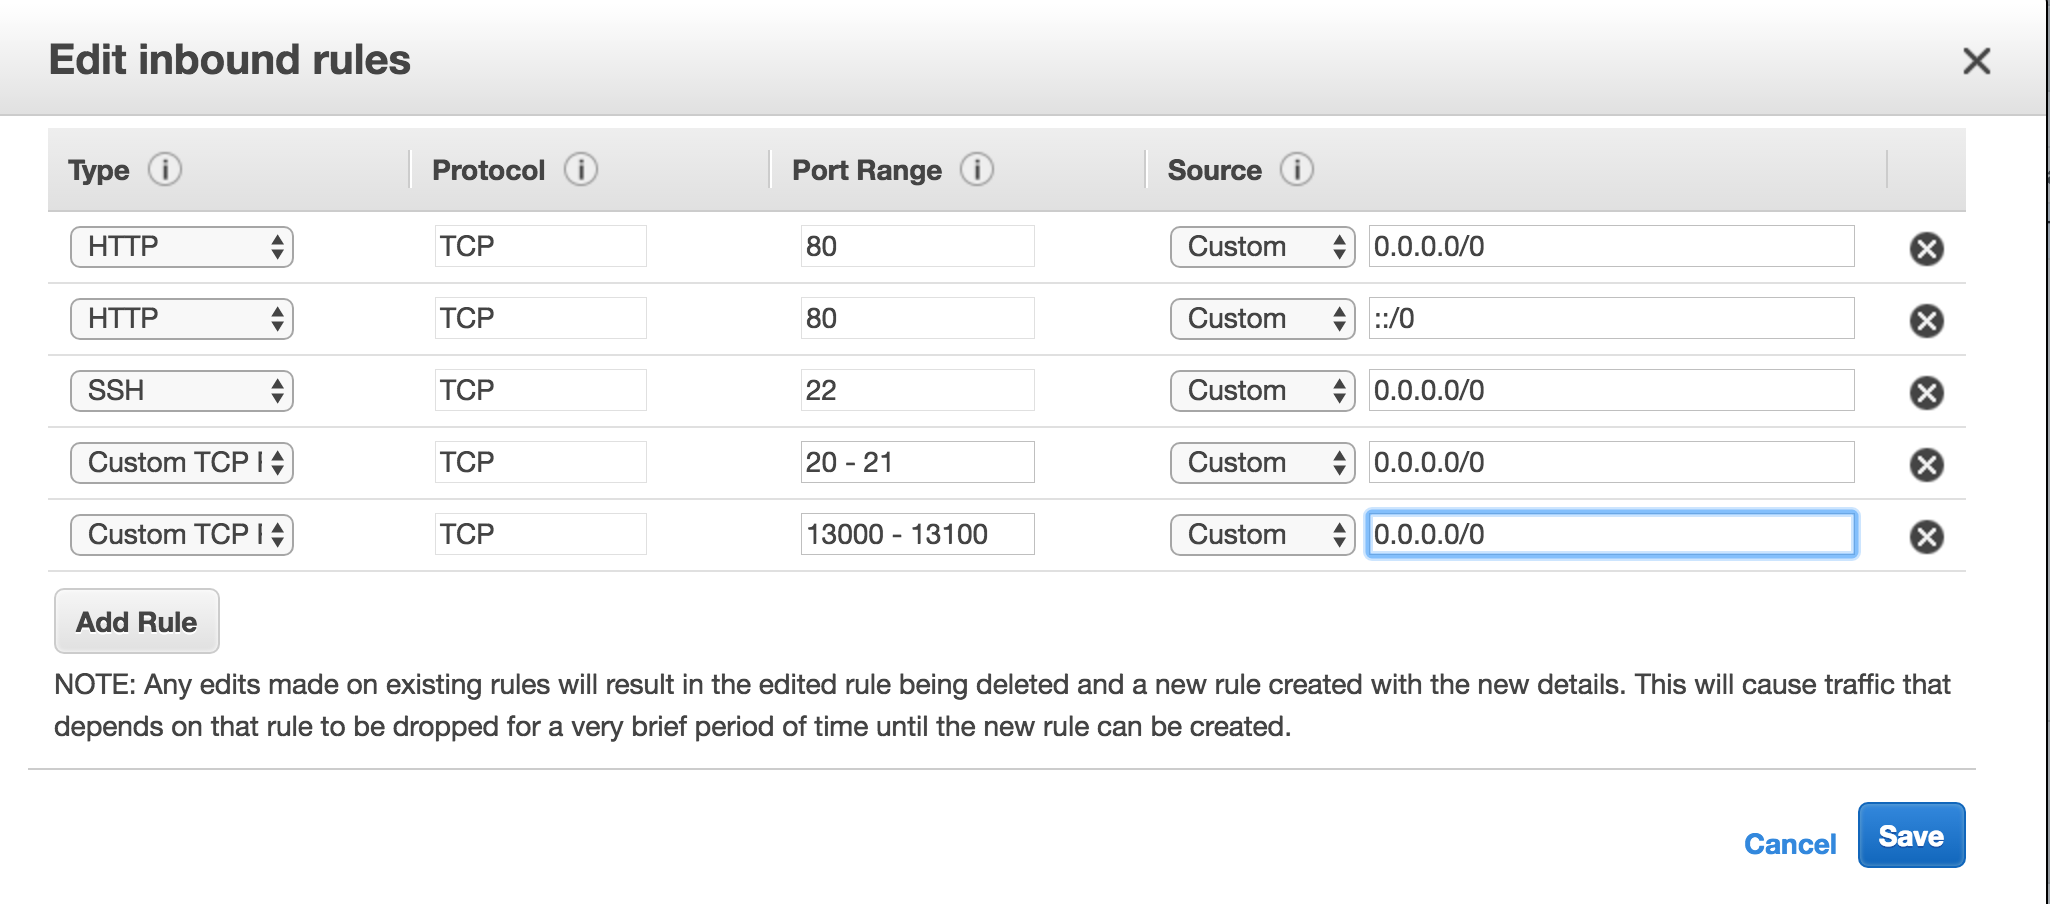 Edit inbound rules
Type Protocol Port Range Source
HTTP TCP 80 Custom 0.0.0.0/0
HTTP TCP 80 Custom ::/0
SSH TCP 22 Custom 0.0.0.0/0
Custom TCP TCP 20 - 21 Custom 0.0.0.0/0
Custom TCP TCP 13000 - 13100 Custom 0.0.0.0/0
Add Rule
NOTE: Any edits made on existing rules will result in the edited rule being deleted and a new rule created with the new details. This will cause traffic that
depends on that rule to be dropped for a very brief period of time until the new rule can be created.
Cancel Save